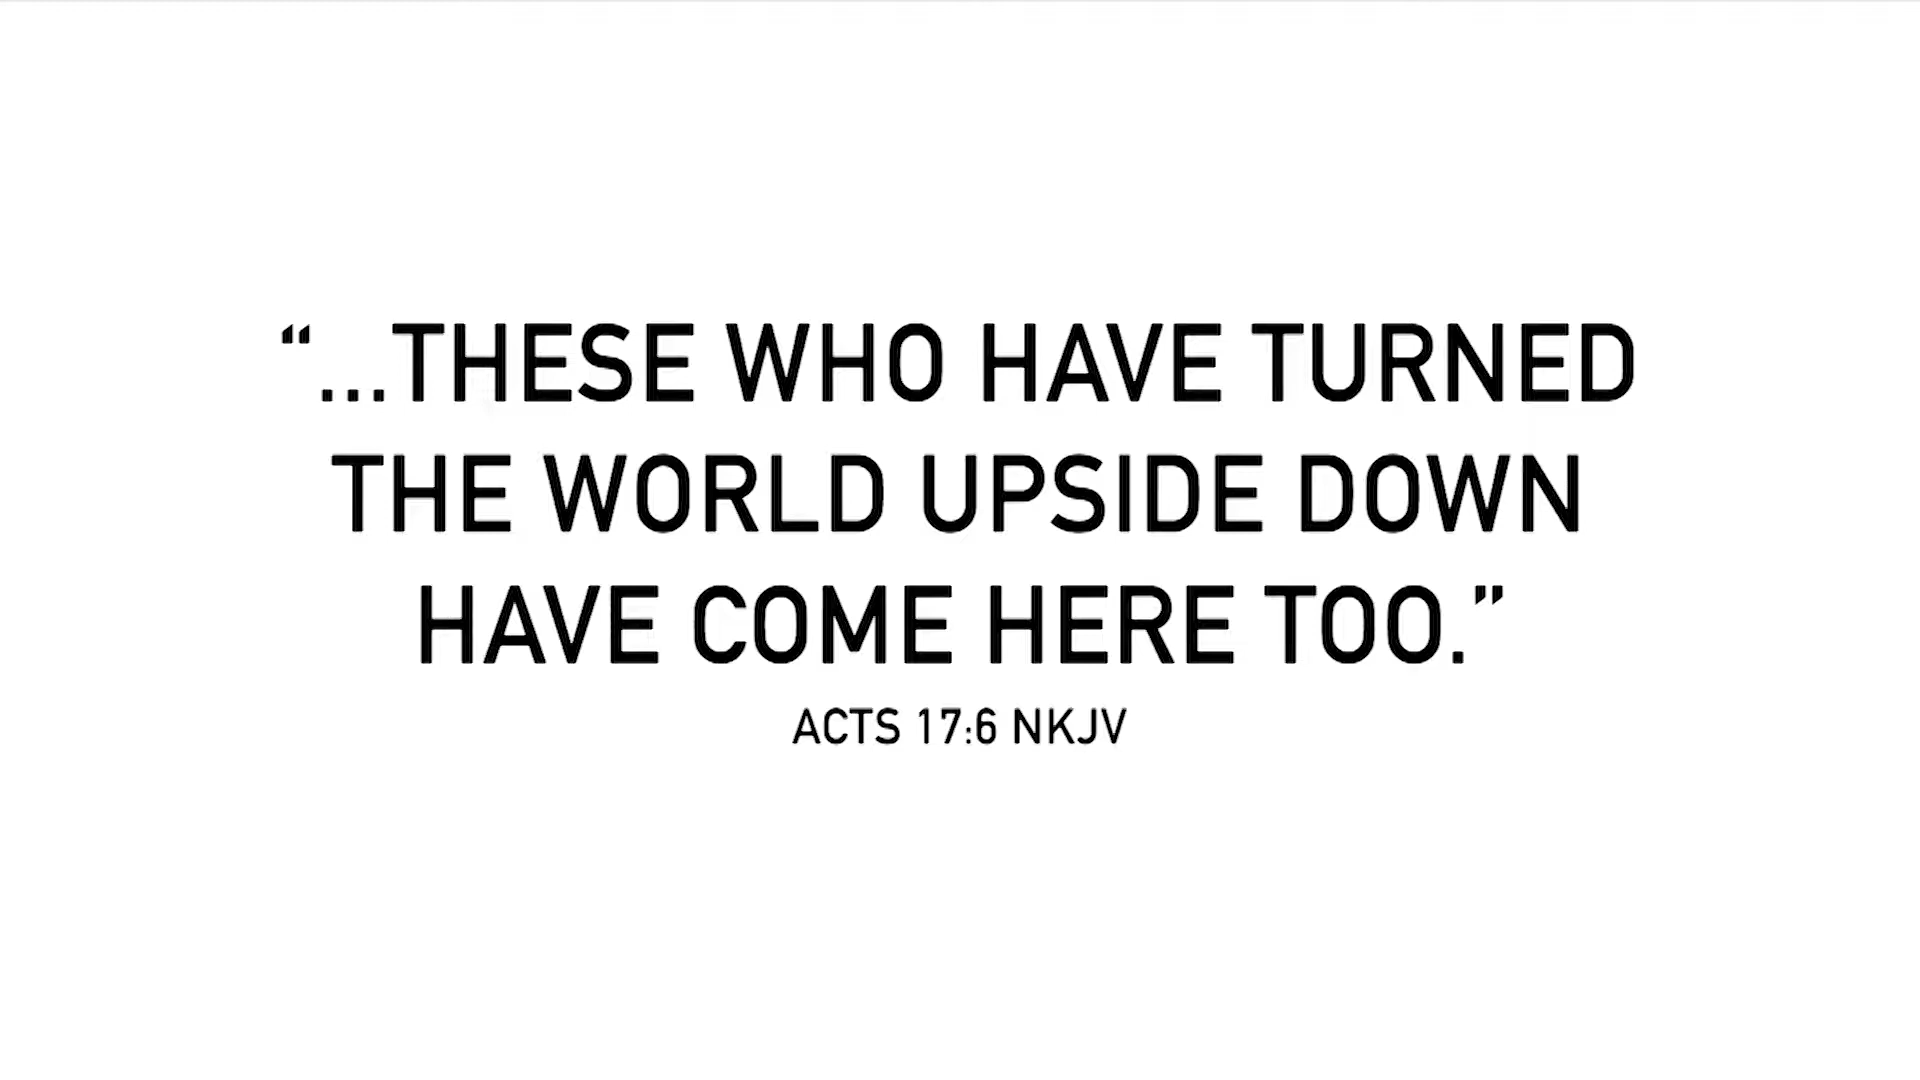 “...THESE WHO HAVE TURNED
THE WORLD UPSIDE DOWN
HAVE COME HERE TOO.”
ACTS 17:6 NKJV